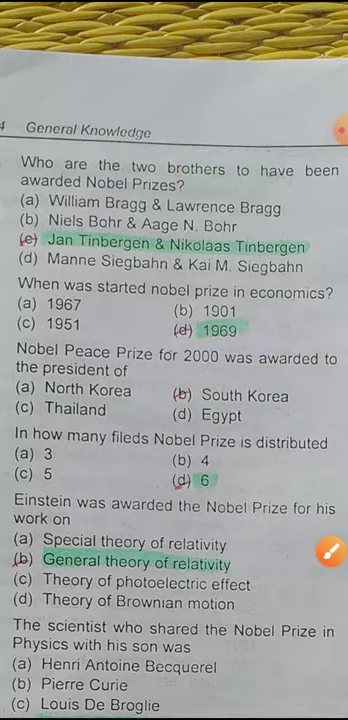 4 General Knowledge
Who are the two brothers to have been
awarded Nobel Prizes?
(a) William Bragg & Lawrence Bragg
(b) Niels Bohr & Aage N. Bohr
(c) Jan Tinbergen & Nikolaas Tinbergen
(d) Manne Siegbahn & Kai M. Siegbahn
When was started nobel prize in economics?
(a) 1967 (b) 1901
(c) 1951 (d) 1969
Nobel Peace Prize for 2000 was awarded to
the president of
(a) North Korea (b) South Korea
(c) Thailand (d) Egypt
In how many fileds Nobel Prize is distributed
(a) 3 (b) 4
(c) 5 (d) 6
Einstein was awarded the Nobel Prize for his
work on
(a) Special theory of relativity
(b) General theory of relativity
(c) Theory of photoelectric effect
(d) Theory of Brownian motion
The scientist who shared the Nobel Prize in
Physics with his son was
(a) Henri Antoine Becquerel
(b) Pierre Curie
(c) Louis De Broglie